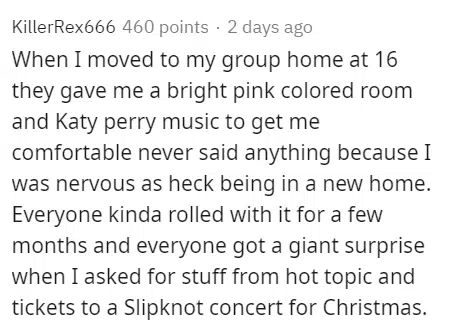 KillerRex666 460 points · 2 days ago
When I moved to my group home at 16
they gave me a bright pink colored room
and Katy perry music to get me
comfortable never said anything because I
was nervous as heck being in a new home.
Everyone kinda rolled with it for a few
months and everyone got a giant surprise
when I asked for stuff from hot topic and
tickets to a Slipknot concert for Christmas.